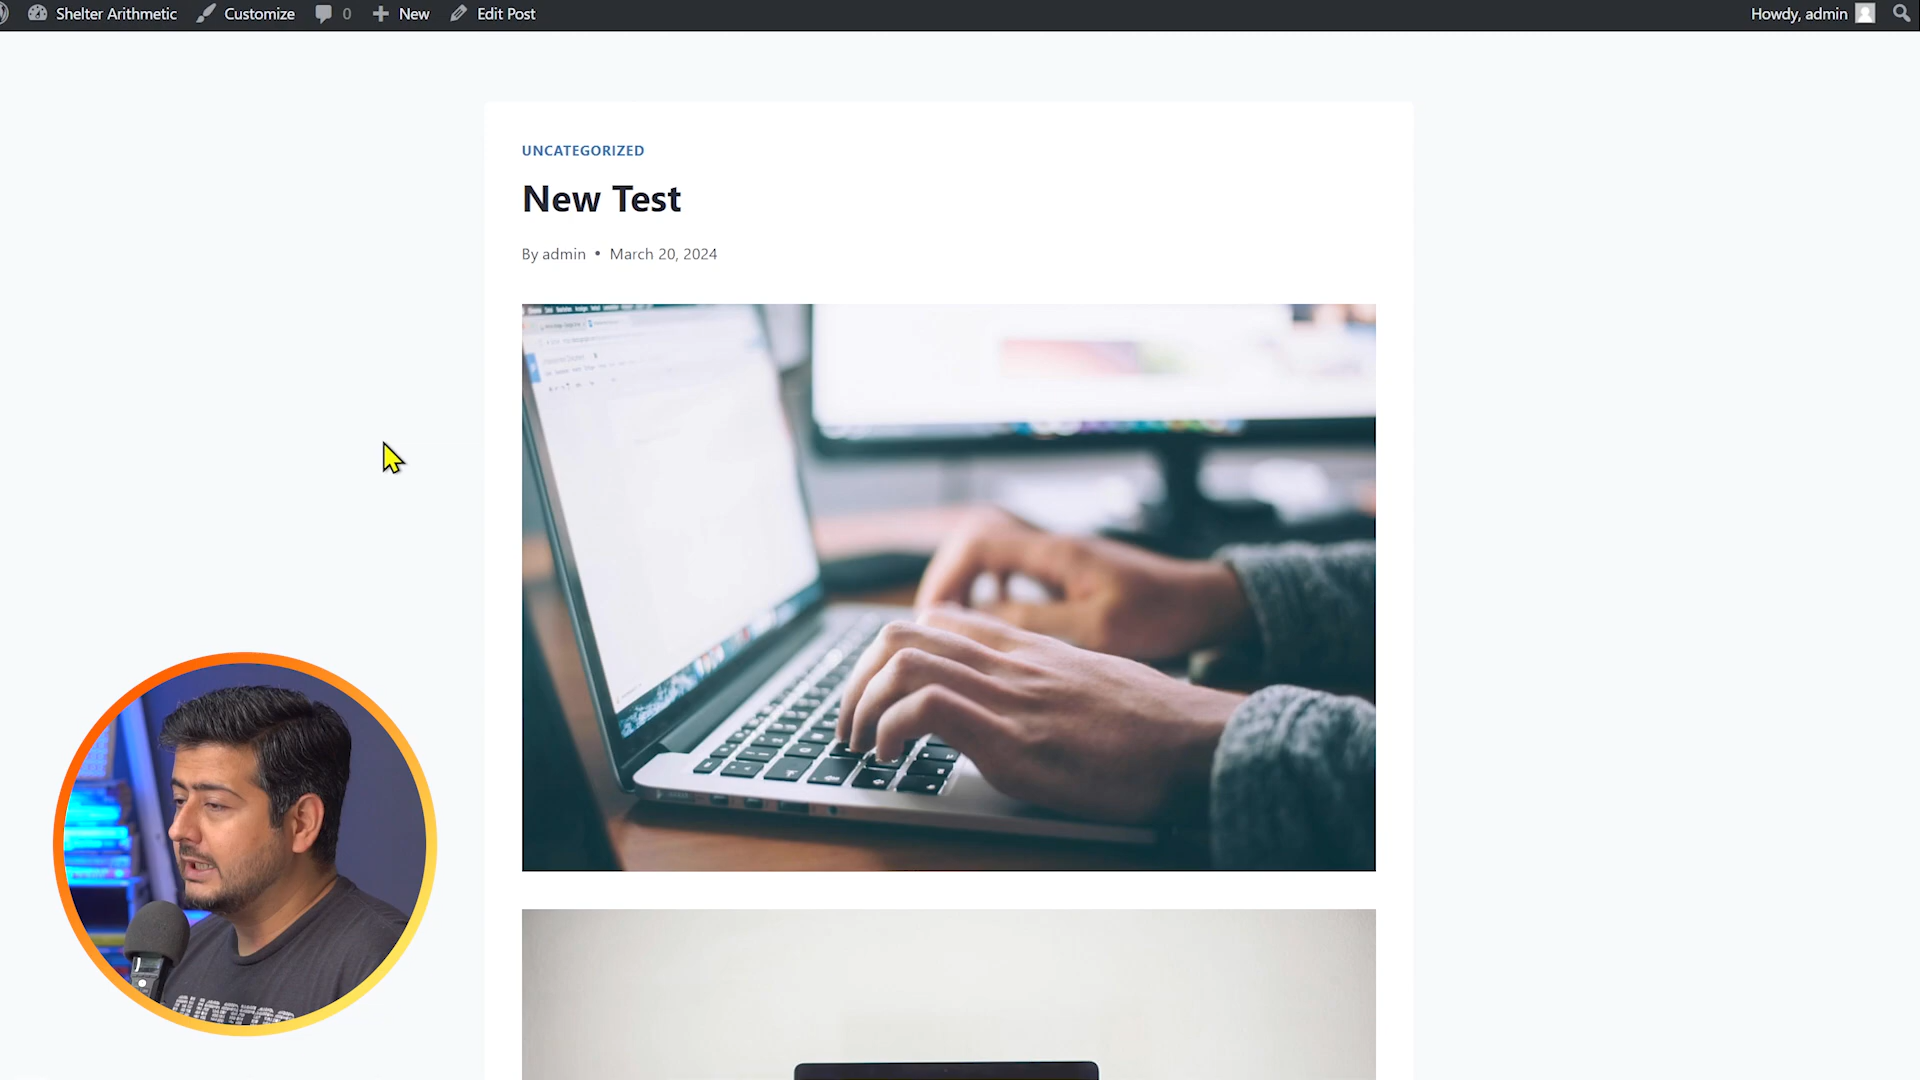 Shelter Arithmetic Customize 0 New Edit Post Howdy, admin
UNCATEGORIZED
New Test
By admin • March 20, 2024